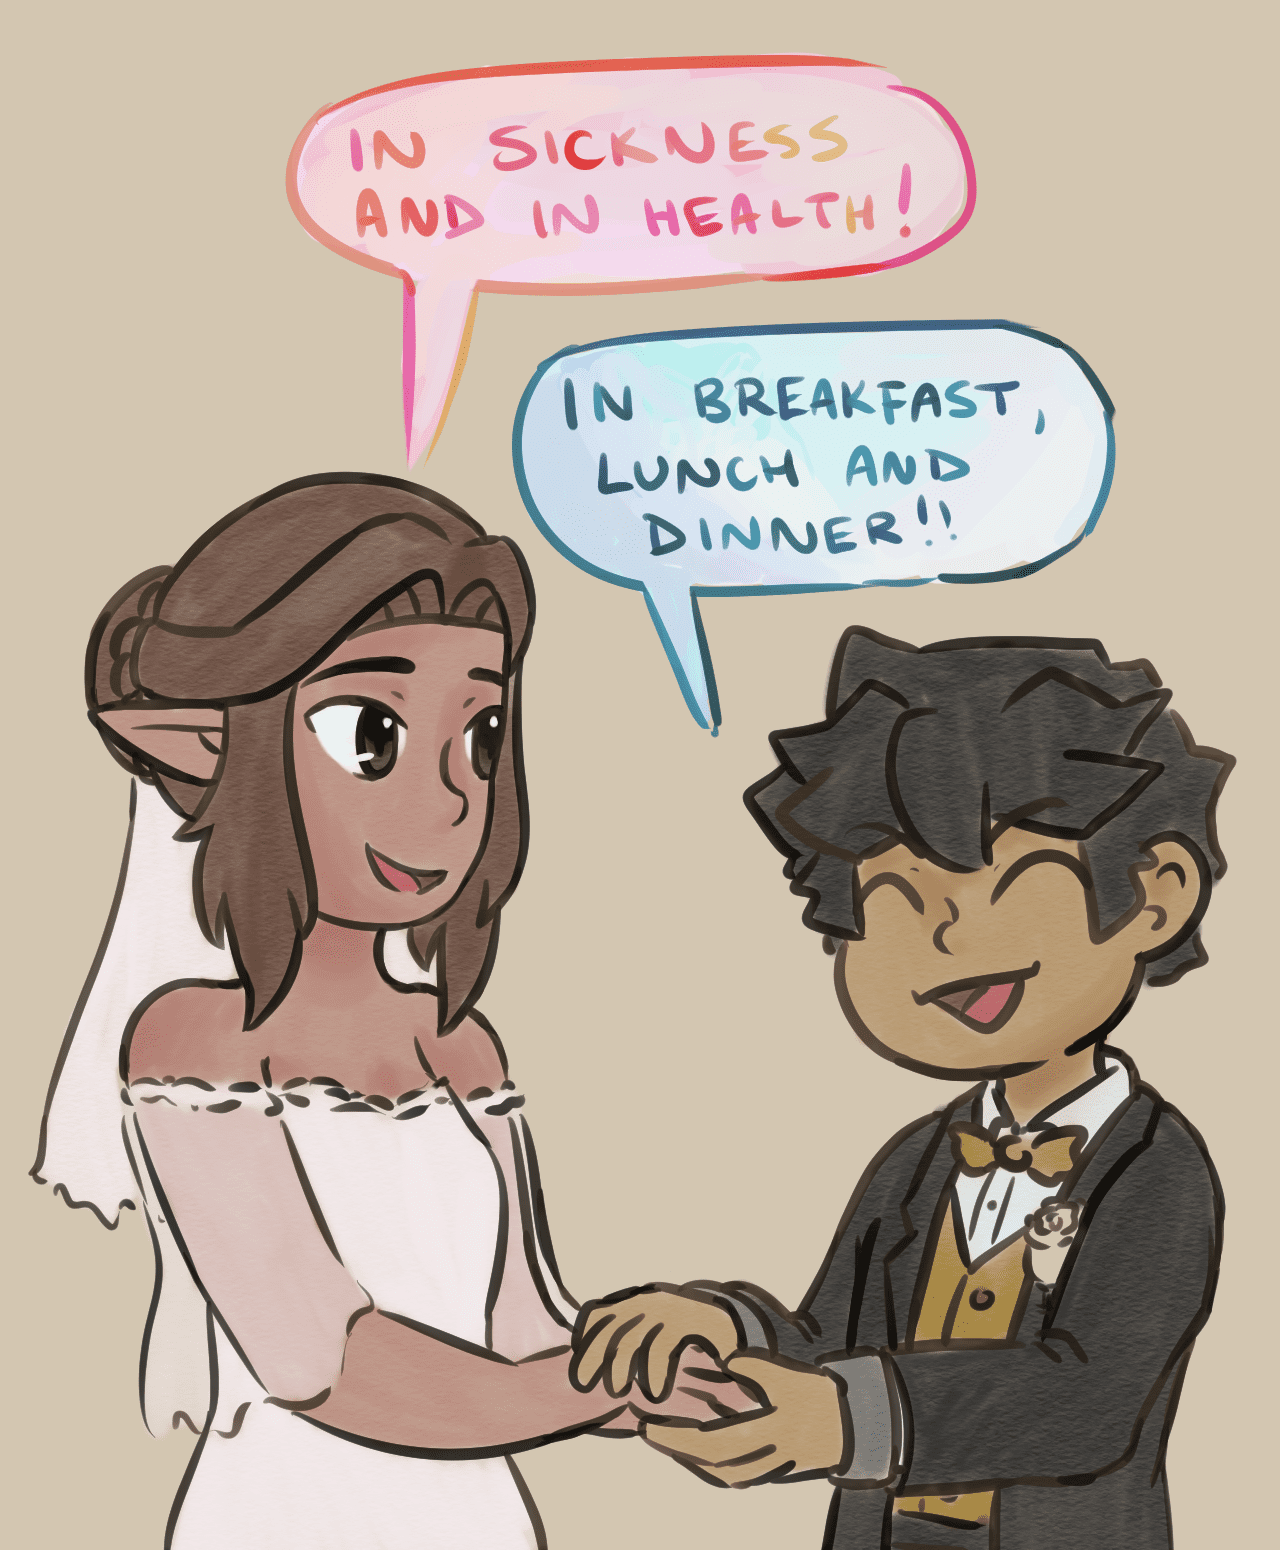 IN SICKNESS
AND IN HEALTH!
IN BREAKFAST,
LUNCH AND
DINNER!!